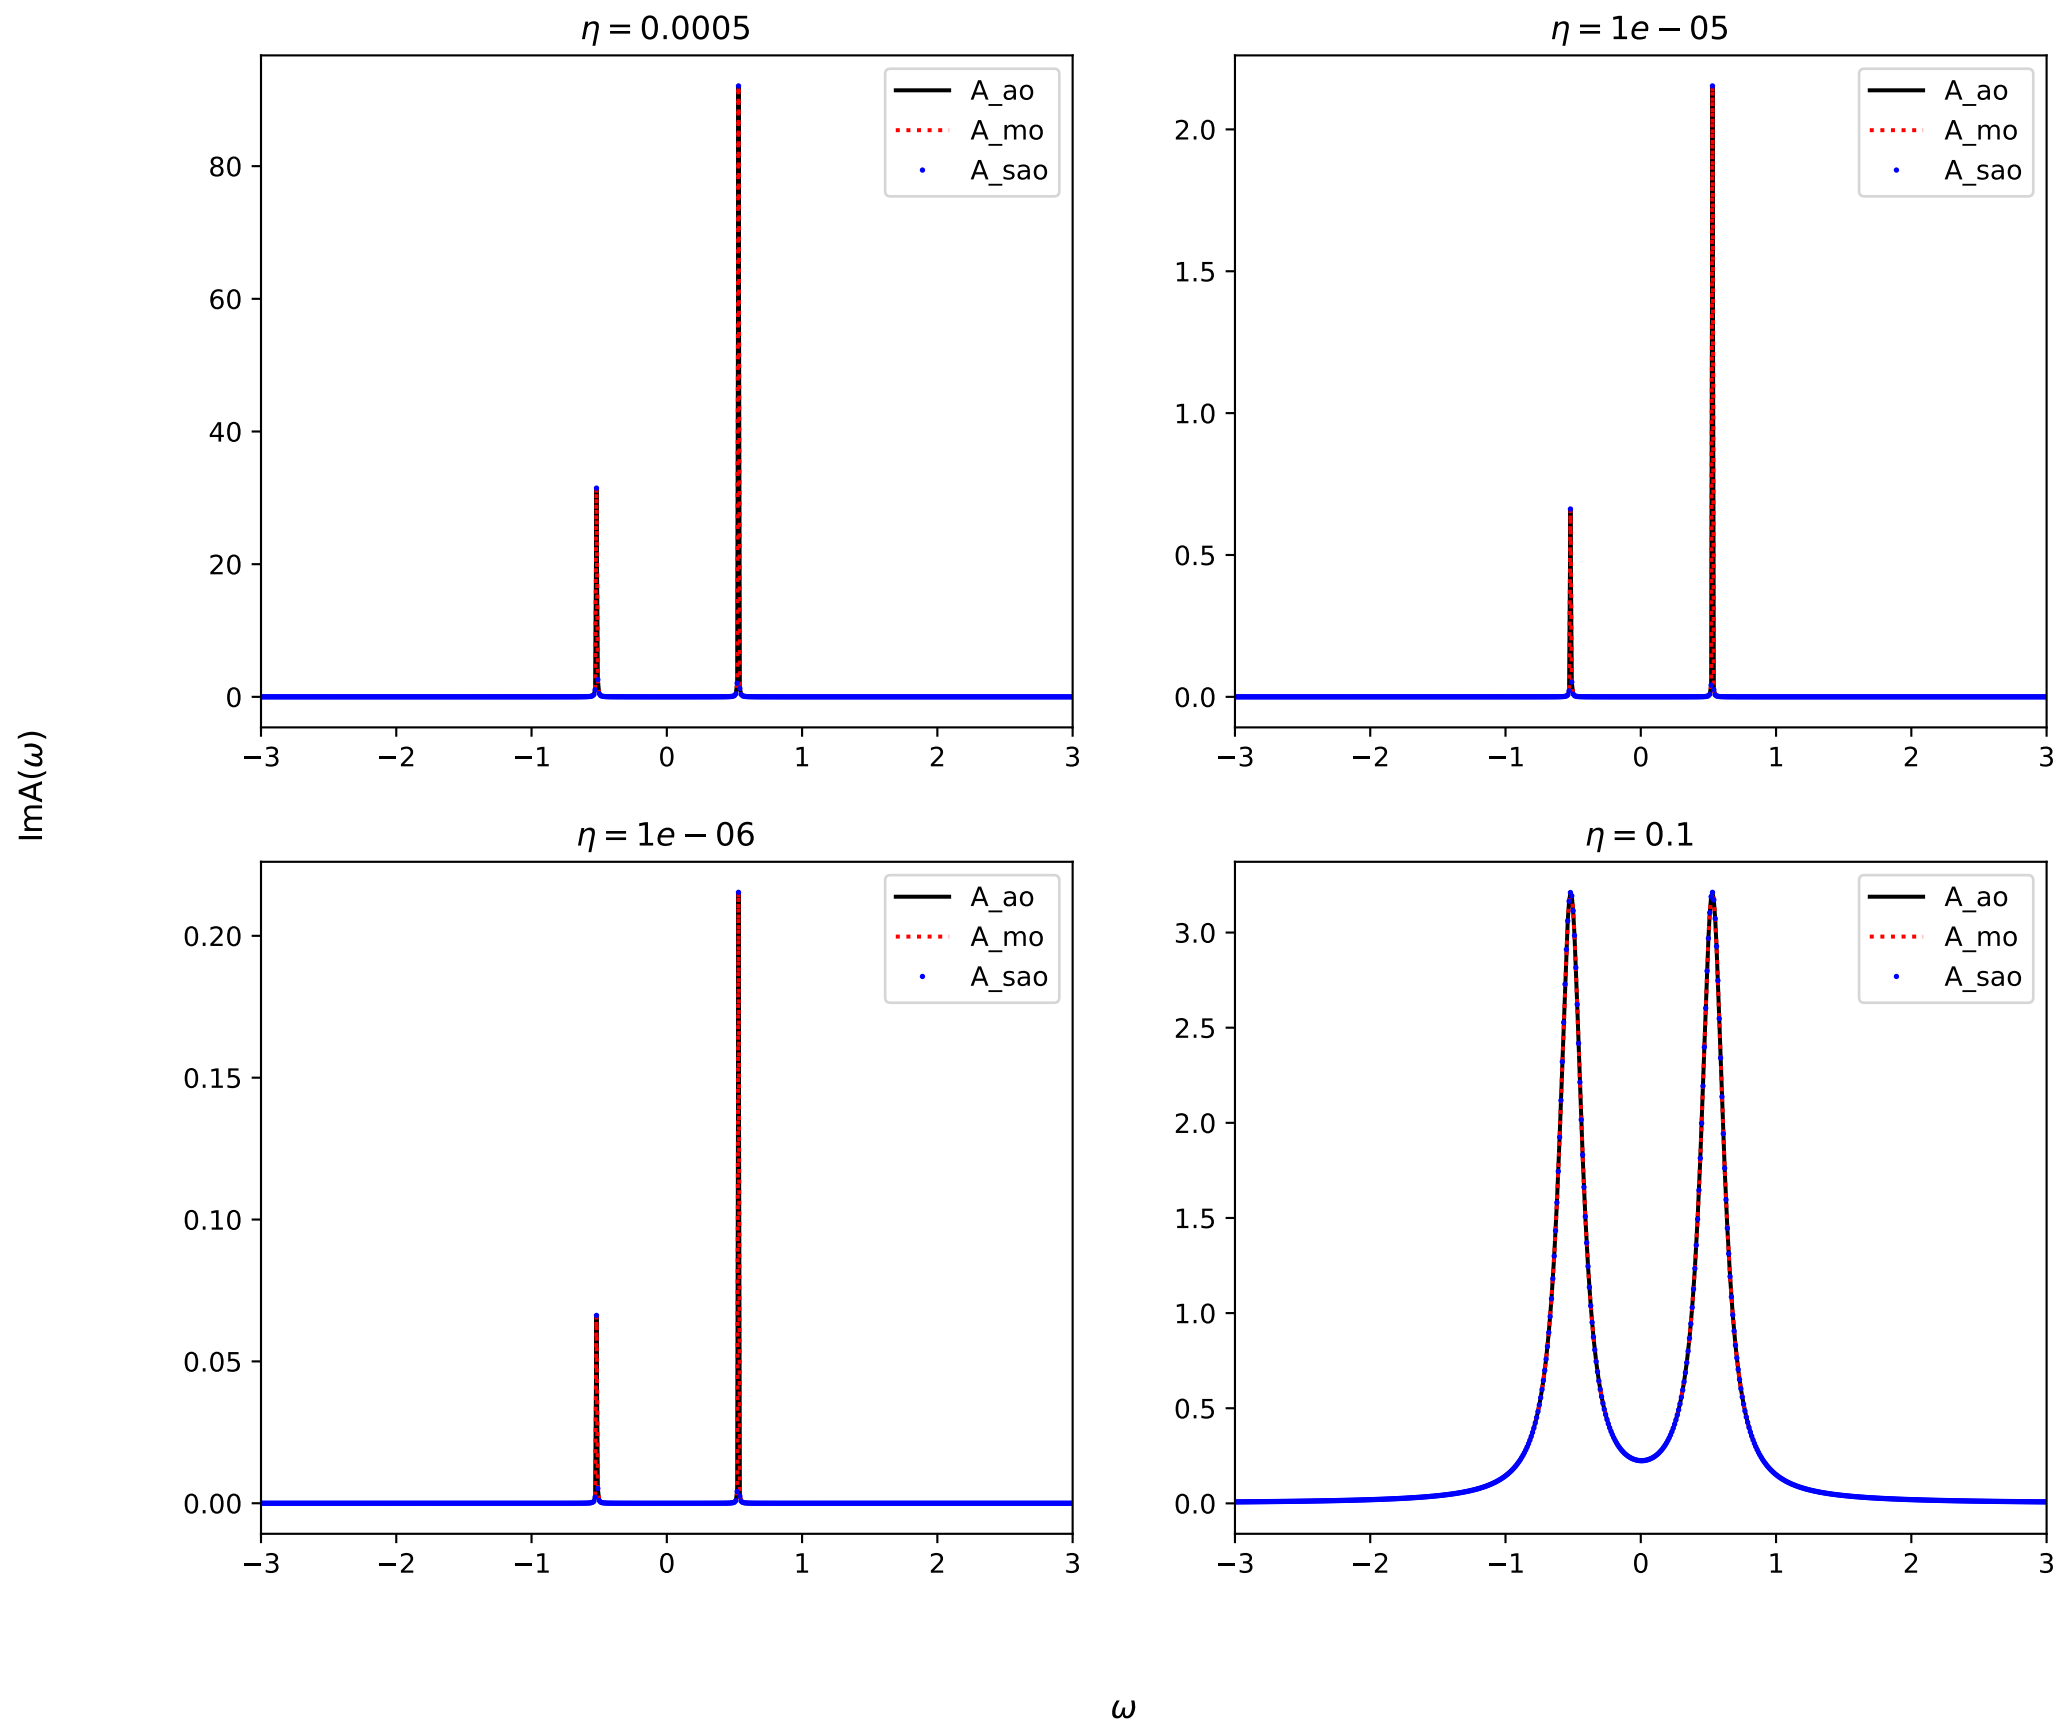 η = 0.0005
A_ao
A_mo
A_sao
80
60
40
20
0
−3 −2 −1 0 1 2 3
η = 1e − 05
A_ao
A_mo
A_sao
2.0
1.5
1.0
0.5
0.0
−3 −2 −1 0 1 2 3
ImA(ω)
η = 1e − 06
A_ao
A_mo
A_sao
0.20
0.15
0.10
0.05
0.00
−3 −2 −1 0 1 2 3
η = 0.1
A_ao
A_mo
A_sao
3.0
2.5
2.0
1.5
1.0
0.5
0.0
−3 −2 −1 0 1 2 3
ω